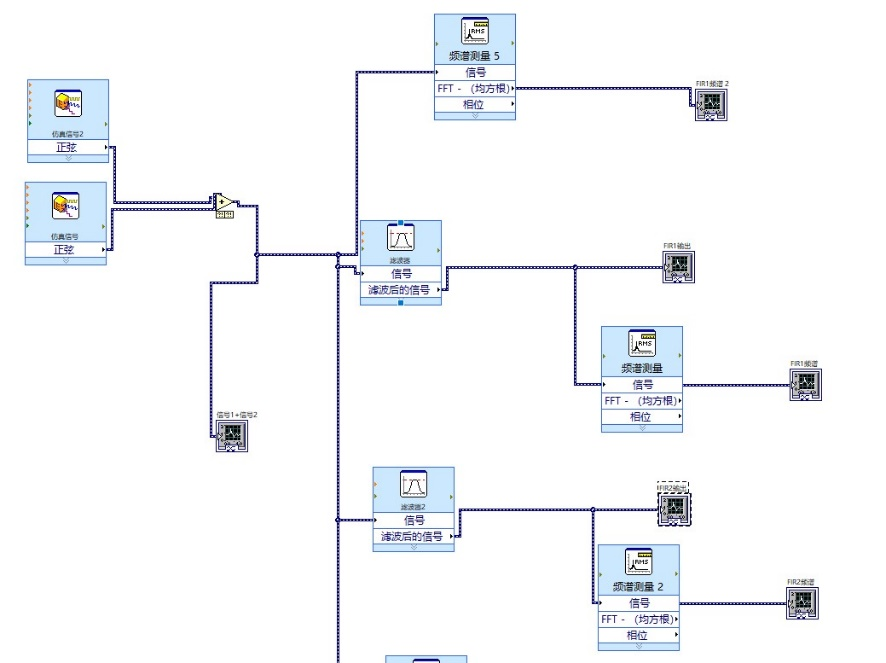 频谱测量 5
信号
FFT - （均方根）
相位
FIR1频谱 2
仿真信号2
正弦
仿真信号
正弦
滤波器
信号
滤波后的信号
FIR1输出
频谱测量
信号
FFT - （均方根）
相位
FIR1频谱
信号1+信号2
滤波器2
信号
滤波后的信号
FIR2输出
频谱测量 2
信号
FFT - （均方根）
相位
FIR2频谱